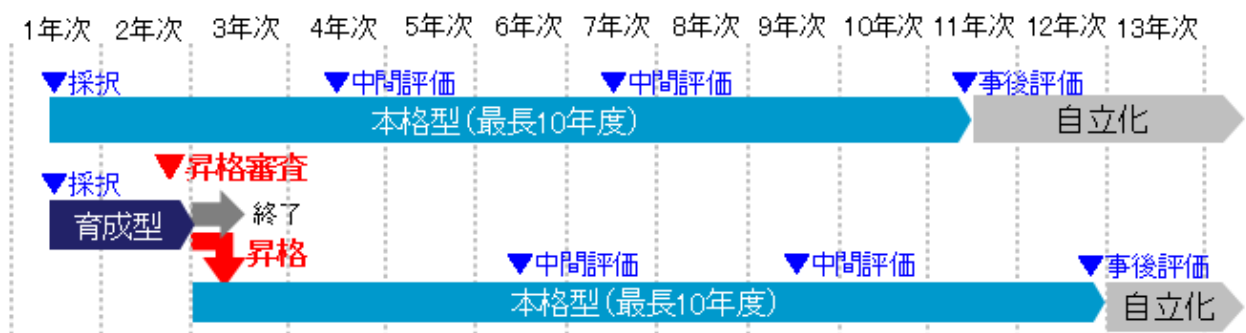 1年次 2年次 3年次 4年次 5年次 6年次 7年次 8年次 9年次 10年次 11年次 12年次 13年次
▼採択 ▼中間評価 ▼中間評価 ▼事後評価
本格型(最長10年度) 自立化
▼昇格審査
▼採択
育成型 終了
昇格
▼中間評価 ▼中間評価 ▼事後評価
本格型(最長10年度) 自立化